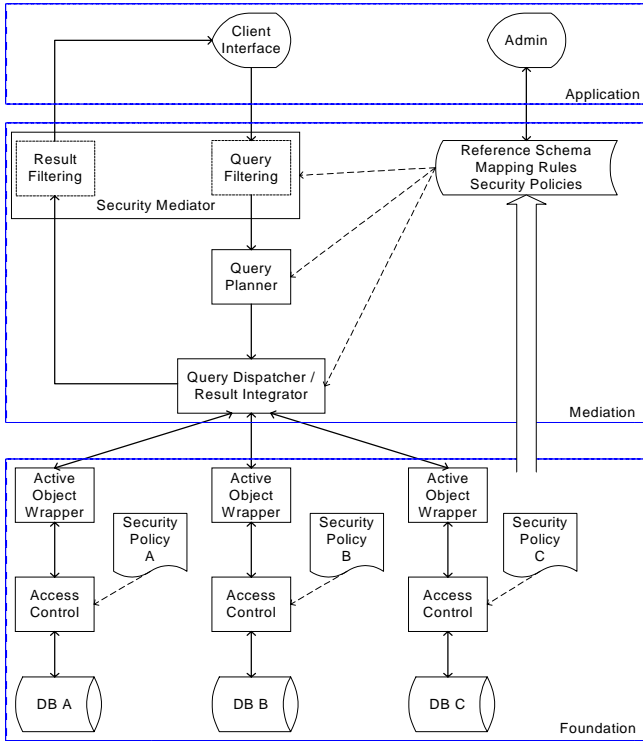 Client
Interface
Admin
Application
Result
Filtering
Query
Filtering
Security Mediator
Reference Schema
Mapping Rules
Security Policies
Query
Planner
Query Dispatcher /
Result Integrator
Mediation
Active
Object
Wrapper
Security
Policy
A
Active
Object
Wrapper
Security
Policy
B
Active
Object
Wrapper
Security
Policy
C
Access
Control
Access
Control
Access
Control
DB A
DB B
DB C
Foundation